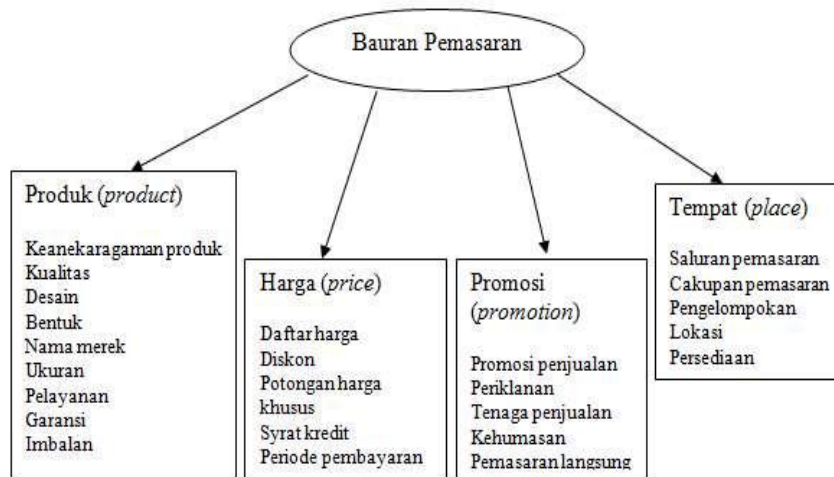 Bauran Pemasaran
Produk (product)
Keanekaragaman produk
Kualitas
Desain
Bentuk
Nama merek
Ukuran
Pelayanan
Garansi
Imbalan
Harga (price)
Daftar harga
Diskon
Potongan harga
khusus
Syrat kredit
Periode pembayaran
Promosi
(promotion)
Promosi penjualan
Periklanan
Tenaga penjualan
Kehumasan
Pemasaran langsung
Tempat (place)
Saluran pemasaran
Cakupan pemasaran
Pengelompokan
Lokasi
Persediaan